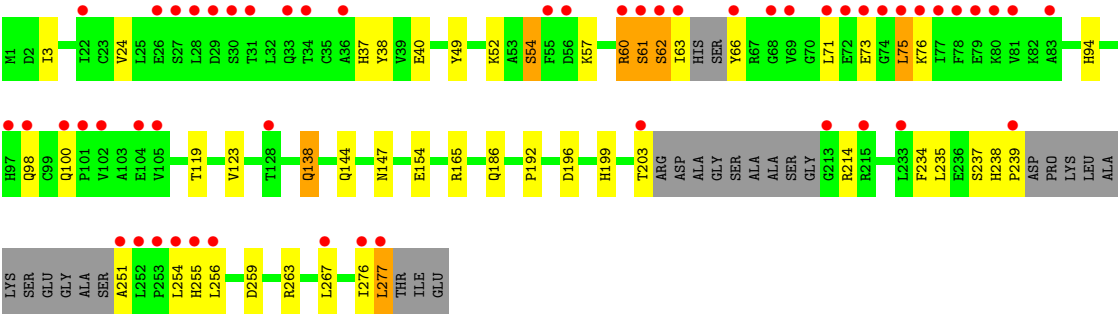 M1 D2 I3 I22 C23 V24 L25 E26 S27 L28 D29 S30 T31 L32 Q33 T34 C35 A36 H37 Y38 V39 E40 Y49 K52 A53 S54 F55 D56 K57 R60 S61 S62 I63 HIS SER Y66 R67 G68 V69 G70 L71 E72 E73 G74 L75 K76 I77 F78 E79 K80 V81 K82 A83 H94
H97 Q98 C99 Q100 P101 V102 A103 E104 V105 T119 V123 T128 Q138 Q144 N147 E154 R165 Q186 P192 D196 H199 T203 ARG ASP ALA GLY SER ALA ALA SER GLY G213 R214 R215 L233 F234 L235 E236 S237 H238 P239 ASP PRO LYS LEU ALA
LYS SER GLU GLY ALA SER A251 L252 P253 L254 H255 L256 D259 R263 L267 I276 L277 THR ILE GLU